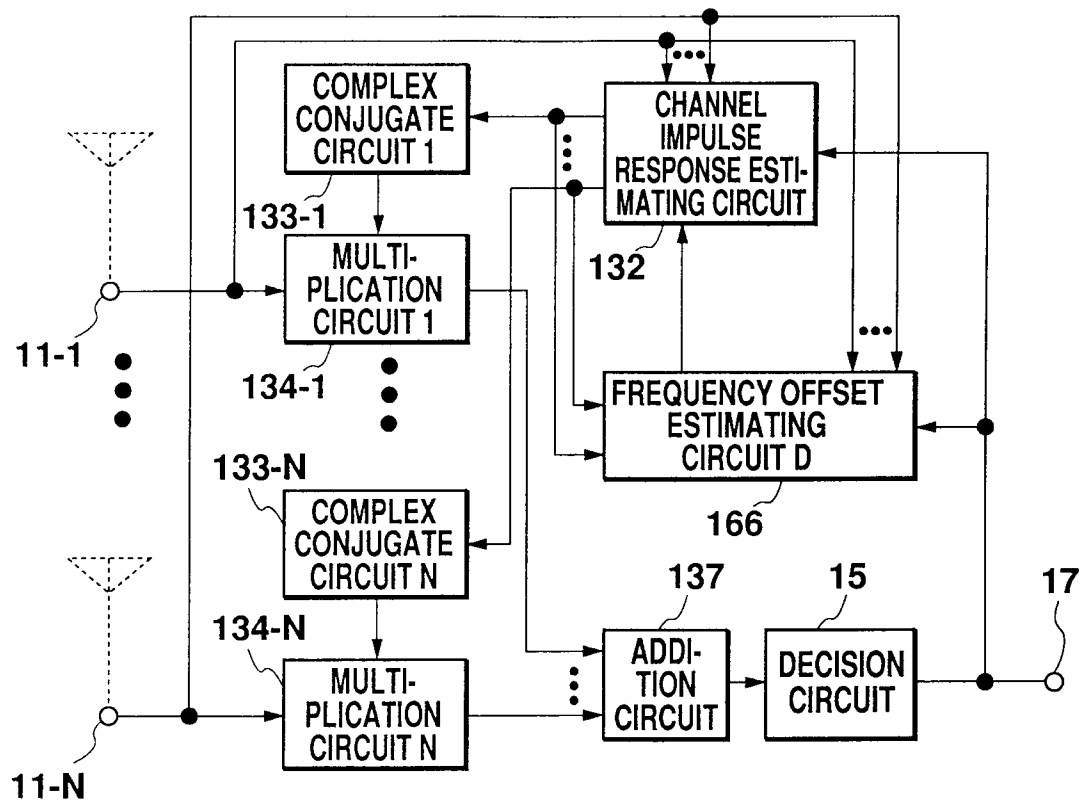 COMPLEX
CONJUGATE
CIRCUIT 1
CHANNEL
IMPULSE
RESPONSE ESTI-
MATING CIRCUIT
133-1
132
MULTI-
PLICATION
CIRCUIT 1
11-1
134-1
FREQUENCY OFFSET
ESTIMATING
CIRCUIT D
133-N
166
COMPLEX
CONJUGATE
CIRCUIT N
137
15
17
134-N
ADDI-
TION
CIRCUIT
DECISION
CIRCUIT
MULTI-
PLICATION
CIRCUIT N
11-N